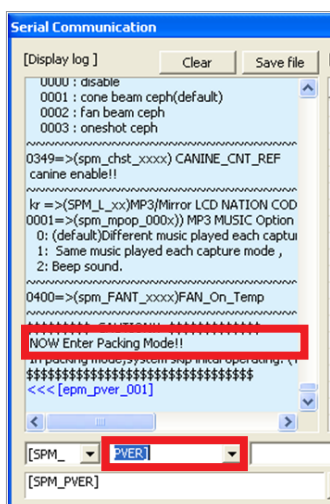 Serial Communication
[Display log ]
Clear
Save file
0000 : disable
0001 : cone beam ceph(default)
0002 : fan beam ceph
0003 : oneshot ceph
0349=>(spm_chst_xxxx) CANINE_CNT_REF
canine enable!!
kr =>(SPM_L_xx)MP3/Mirror LCD NATION COD
0001=>(spm_mpop_000x)) MP3 MUSIC Option
0: (default)Different music played each captu
1: Same music played each capture mode ,
2: Beep sound.
0400=>(spm_FANT_xxxx)FAN_On_Temp
NOW Enter Packing Mode!!
In packing mode,system skip inital operating. (
$$$$$$$$$$$$$$$$$$$$$$$$$$$$$$$$
<<< [epm_pver_001]
[SPM_
PVER]
[SPM_PVER]